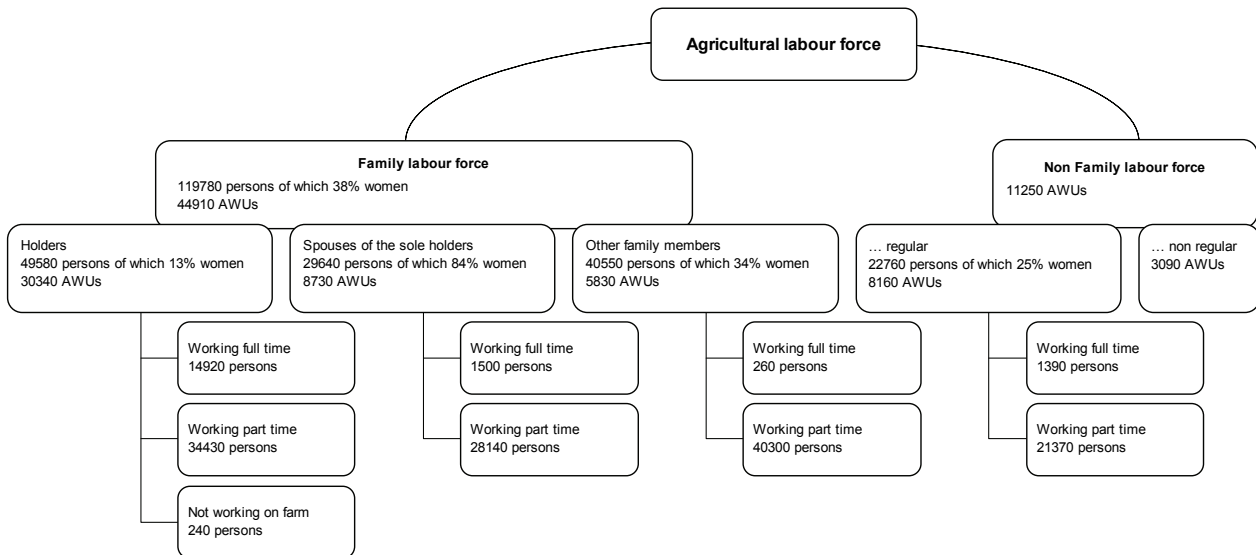 Agricultural labour force
Family labour force
119780 persons of which 38% women
44910 AWUs
Non Family labour force
11250 AWUs
Holders
49580 persons of which 13% women
30340 AWUs
Spouses of the sole holders
29640 persons of which 84% women
8730 AWUs
Other family members
40550 persons of which 34% women
5830 AWUs
… regular
22760 persons of which 25% women
8160 AWUs
… non regular
3090 AWUs
Working full time
14920 persons
Working full time
1500 persons
Working full time
260 persons
Working full time
1390 persons
Working part time
34430 persons
Working part time
28140 persons
Working part time
40300 persons
Working part time
21370 persons
Not working on farm
240 persons